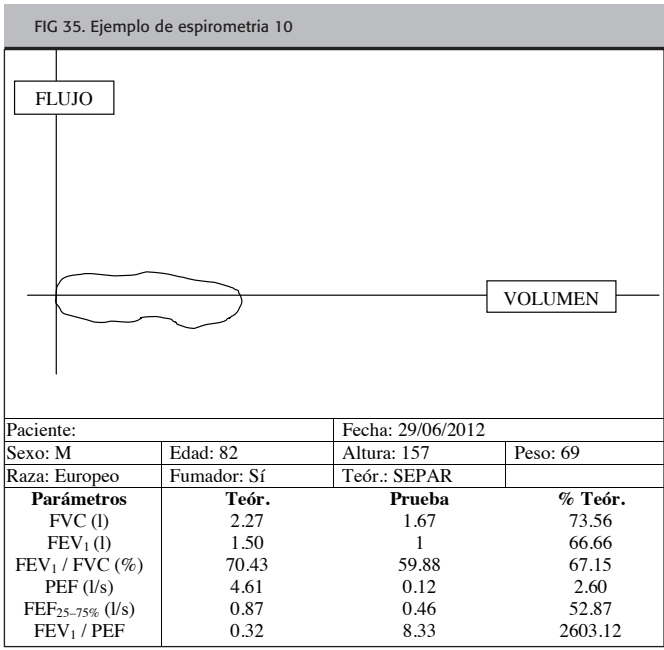 FIG 35. Ejemplo de espirometria 10
FLUJO
VOLUMEN
Paciente: Fecha: 29/06/2012
Sexo: M Edad: 82 Altura: 157 Peso: 69
Raza: Europeo Fumador: Sí Teór.: SEPAR
Parámetros Teór. Prueba % Teór.
FVC (l) 2.27 1.67 73.56
FEV₁ (l) 1.50 1 66.66
FEV₁ / FVC (%) 70.43 59.88 67.15
PEF (l/s) 4.61 0.12 2.60
FEF₂₅₋₇₅% (l/s) 0.87 0.46 52.87
FEV₁ / PEF 0.32 8.33 2603.12